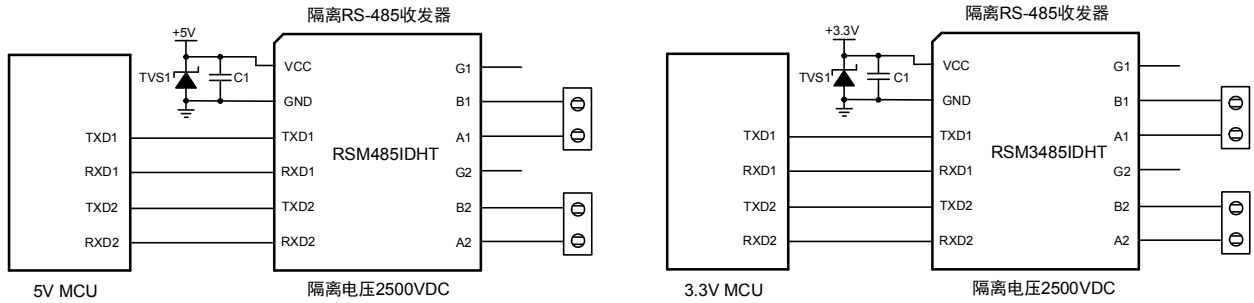 隔离RS-485收发器
+5V
TVS1
C1
VCC
GND
TXD1
RXD1
TXD2
RXD2
TXD1
RXD1
TXD2
RXD2
RSM485IDHT
G1
B1
A1
G2
B2
A2
5V MCU
隔离电压2500VDC
隔离RS-485收发器
+3.3V
TVS1
C1
VCC
GND
TXD1
RXD1
TXD2
RXD2
TXD1
RXD1
TXD2
RXD2
RSM3485IDHT
G1
B1
A1
G2
B2
A2
3.3V MCU
隔离电压2500VDC